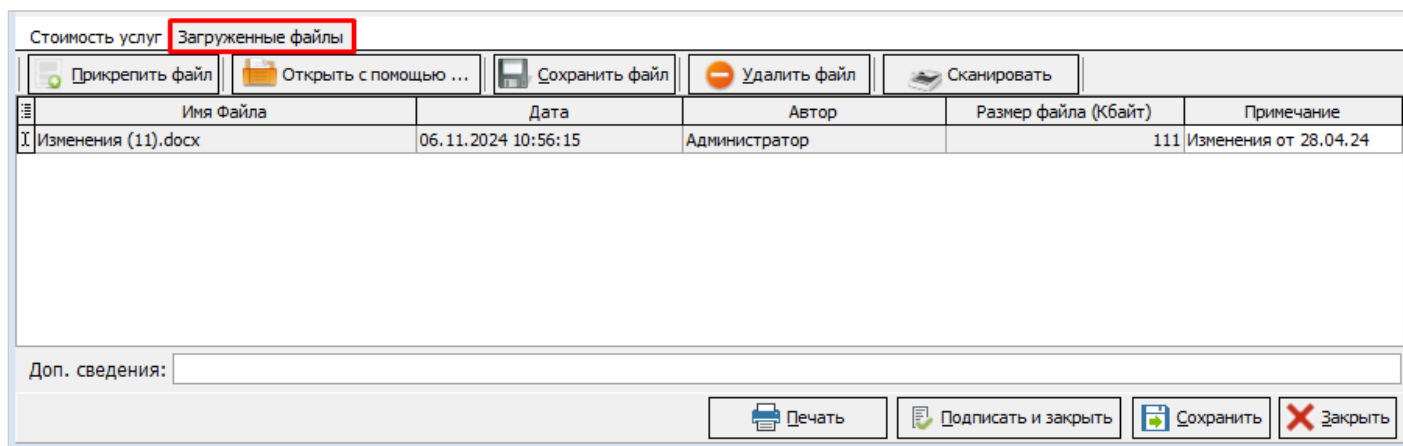 Стоимость услуг Загруженные файлы
Прикрепить файл Открыть с помощью ... Сохранить файл Удалить файл Сканировать
Имя Файла Дата Автор Размер файла (Кбайт) Примечание
Изменения (11).docx 06.11.2024 10:56:15 Администратор 111 Изменения от 28.04.24
Доп. сведения:
Печать Подписать и закрыть Сохранить Закрыть